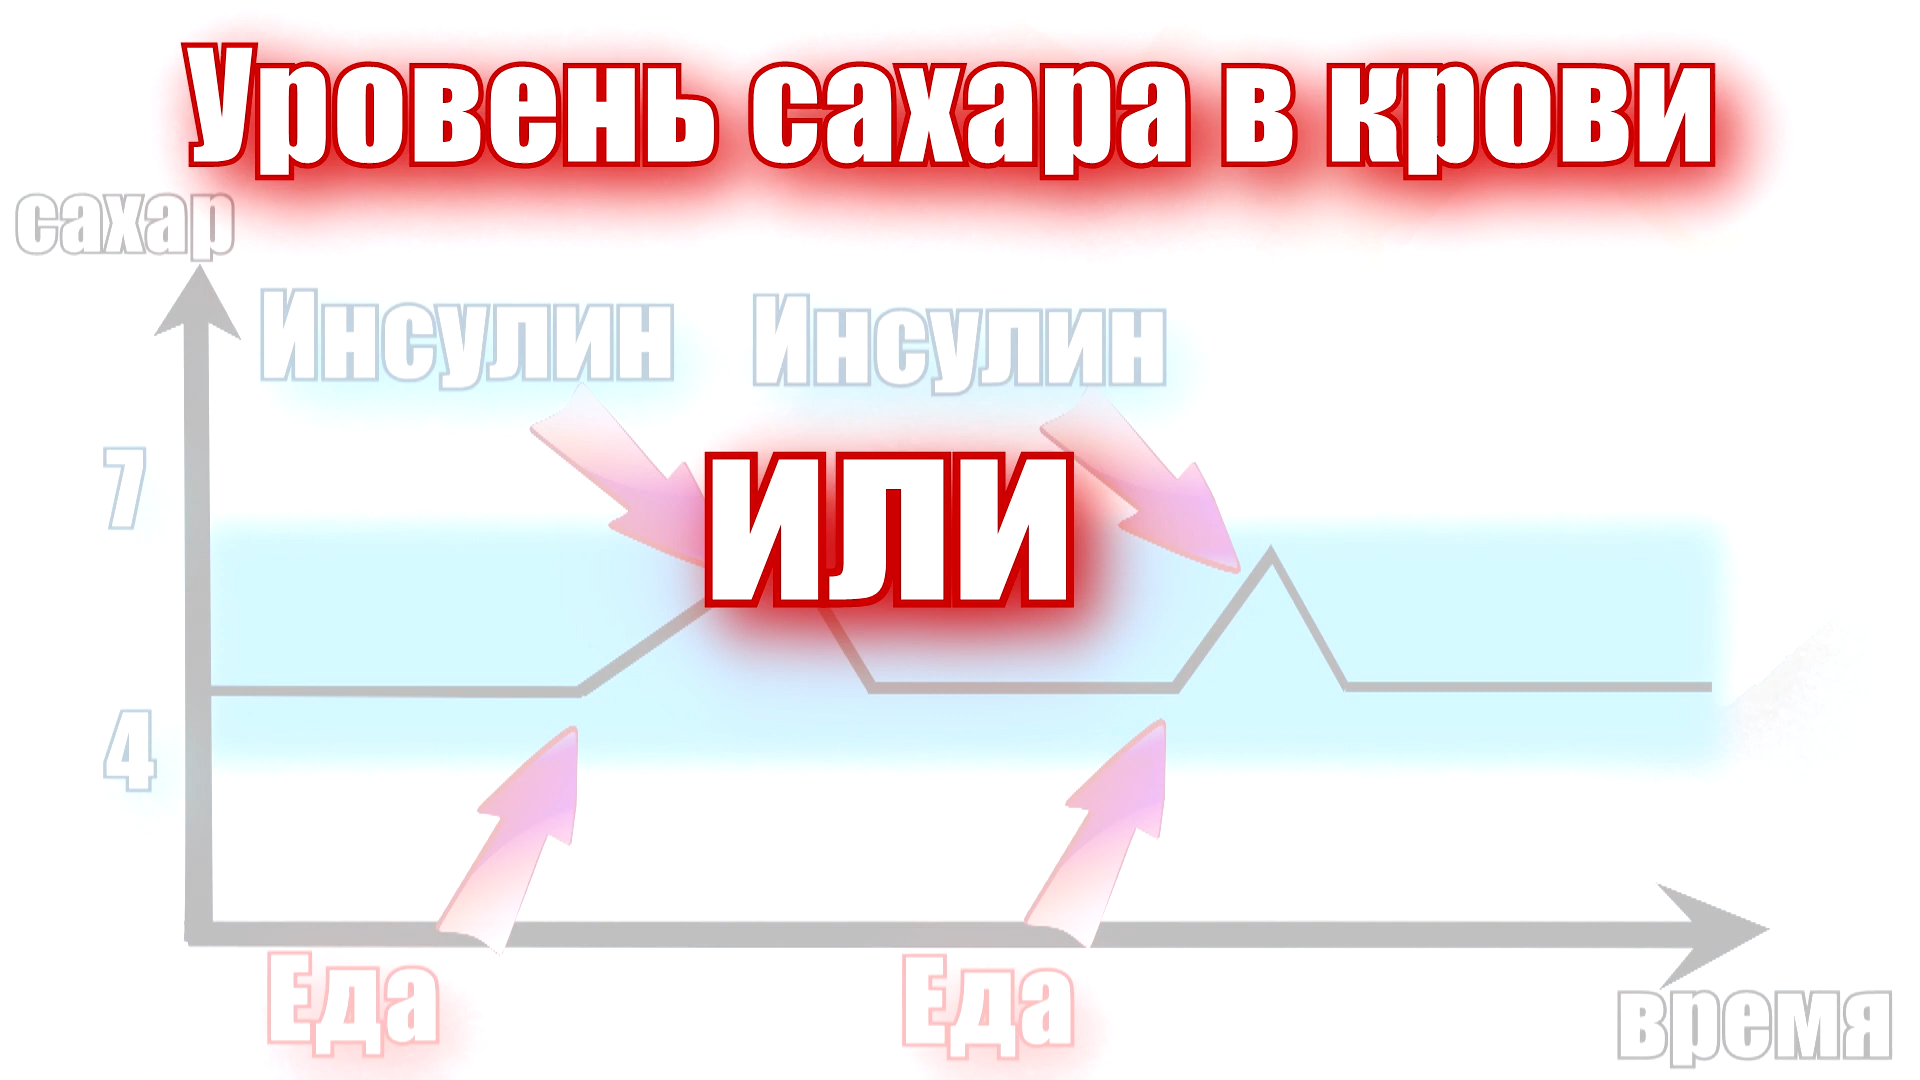 Уровень сахара в крови
сахар
Инсулин Инсулин
7
ИЛИ
4
Еда Еда
время